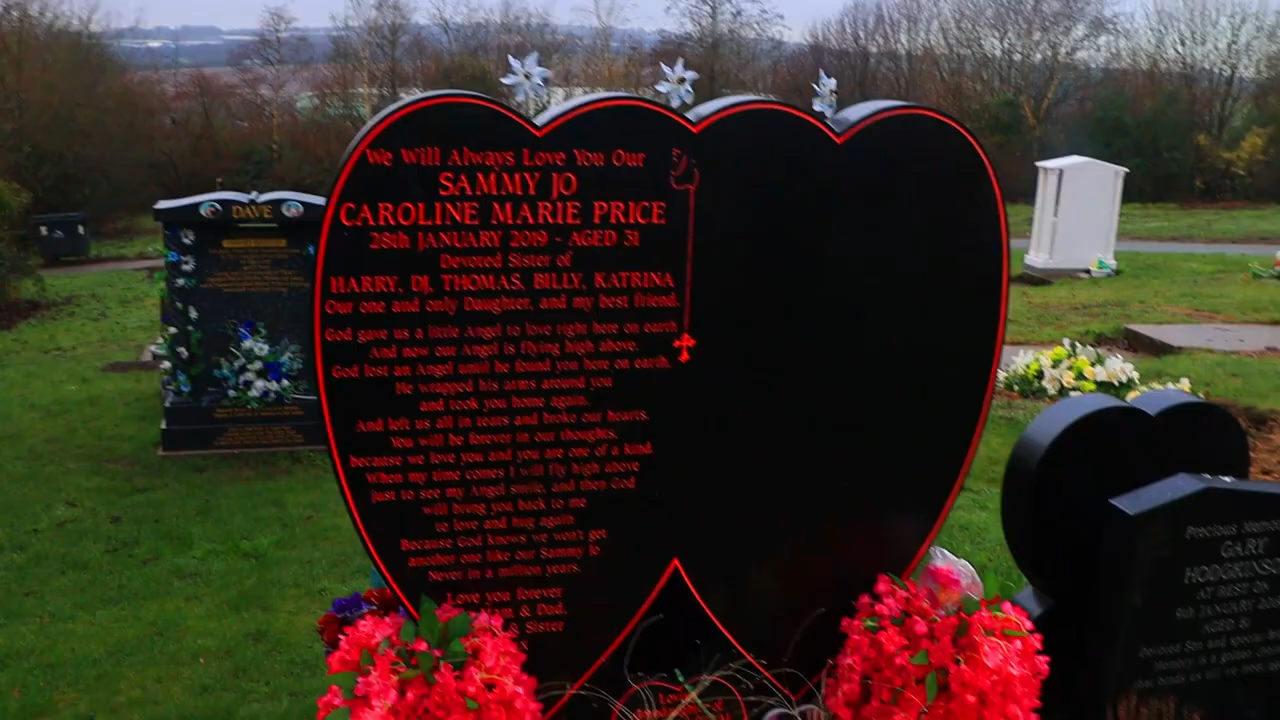 We Will Always Love You Our
SAMMY JO
CAROLINE MARIE PRICE
28th JANUARY 2019 - AGED 31
Devoted Sister of
HARRY, DJ, THOMAS, BILLY, KATRINA
Our one and only Daughter, and my best friend.
God gave us a little Angel to love right here on earth
And now our Angel is flying high above.
God lost an Angel until he found you here on earth.
He wrapped his arms around you
and took you home again.
And left us all in tears and broke our hearts.
You will be forever in our thoughts,
because we love you and you are one of a kind
When my time comes I will fly high above
Just to see my Angel smile, and then God
will bring you back to me
to love and hug again
Because God knows we won't get
another one like our Sammy Jo
Never in a million years.
Love you forever
& Dad,
Sister
DAVE
Precious
GARY
AT REST
AGED 61